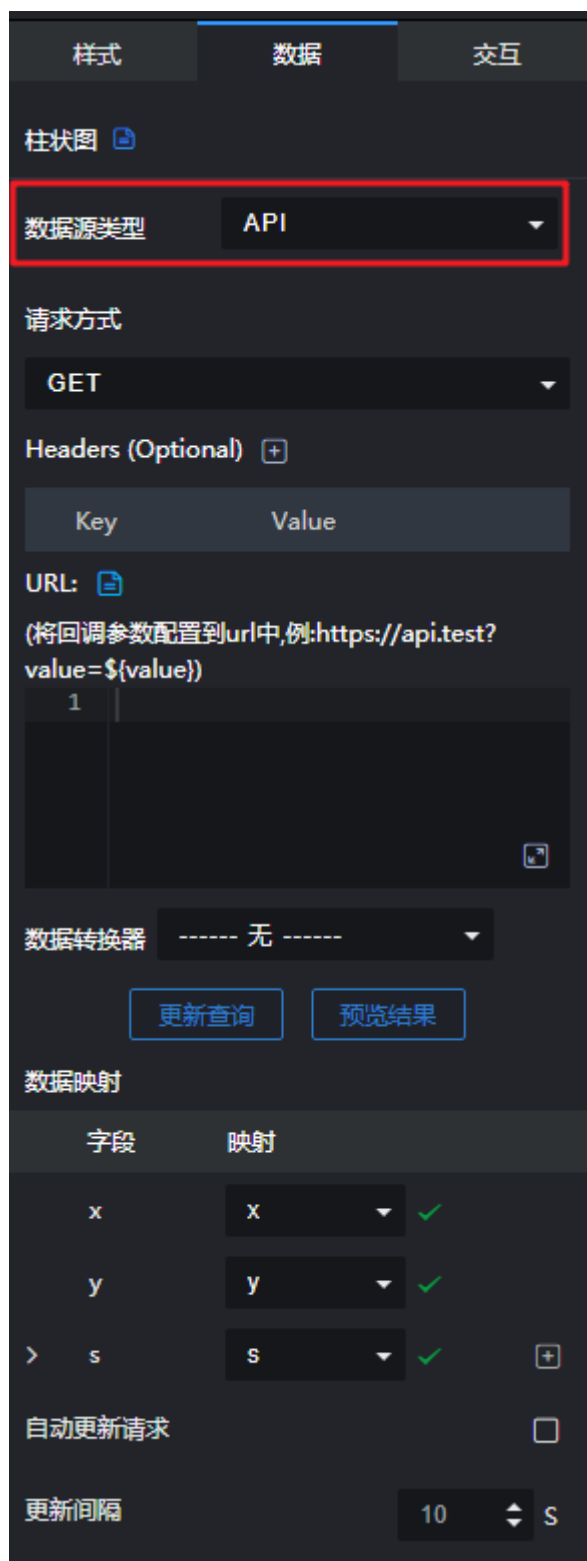 样式 数据 交互
柱状图
数据源类型 API
请求方式
GET
Headers (Optional)
Key Value
URL:
(将回调参数配置到url中,例:https://api.test?
value=${value})
1
数据转换器 ------ 无 ------
更新查询 预览结果
数据映射
字段 映射
x x
y y
s s
自动更新请求
更新间隔 10 S